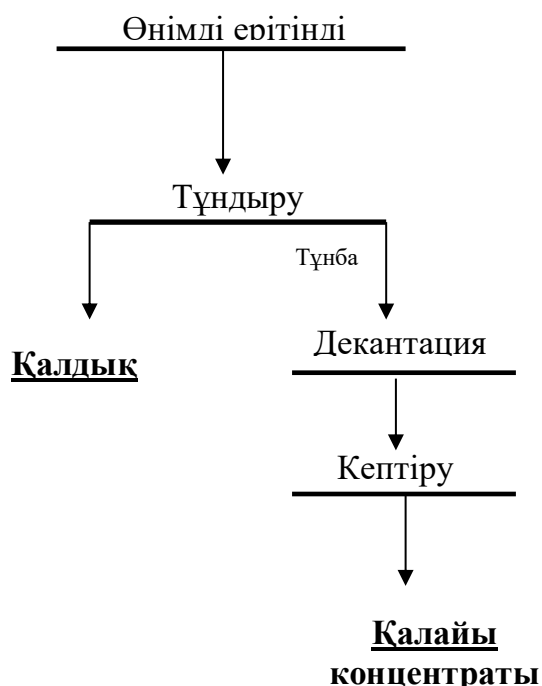 Өнімді ерітінді
Тұндыру
Тұнба
Қалдық
Декантация
Кептіру
Қалайы
концентраты